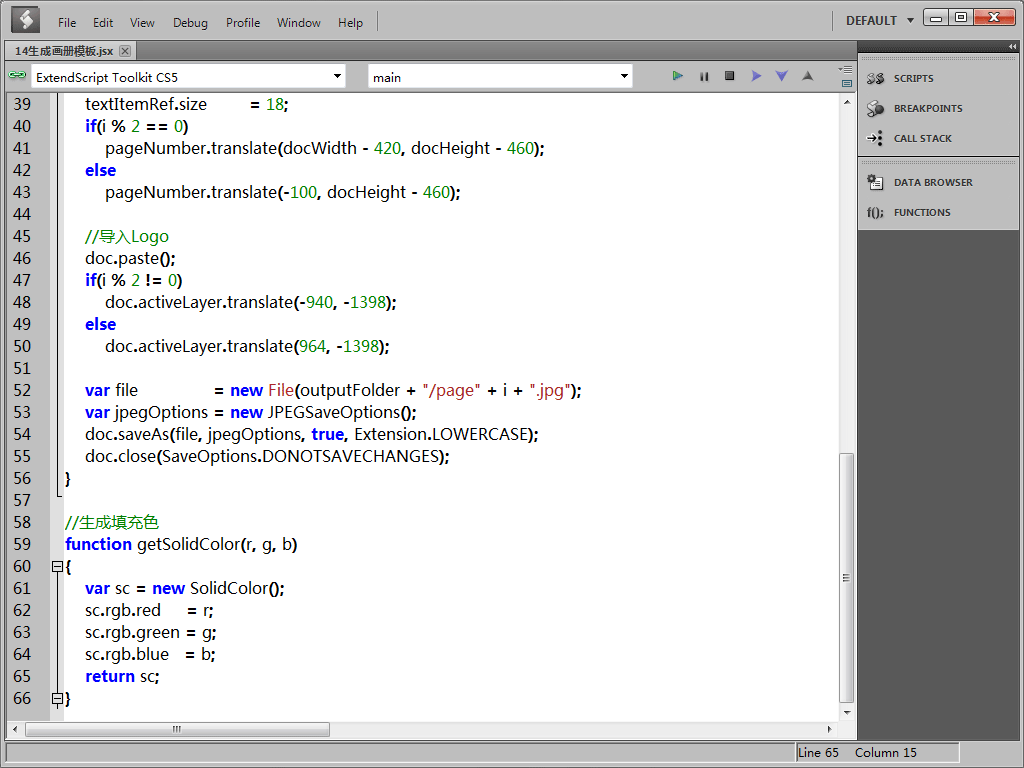 File Edit View Debug Profile Window Help DEFAULT
14生成画册模板.jsx
ExtendScript Toolkit CS5 main
39 textItemRef.size = 18;
40 if(i % 2 == 0)
41 pageNumber.translate(docWidth - 420, docHeight - 460);
42 else
43 pageNumber.translate(-100, docHeight - 460);
44
45 //导入Logo
46 doc.paste();
47 if(i % 2 != 0)
48 doc.activeLayer.translate(-940, -1398);
49 else
50 doc.activeLayer.translate(964, -1398);
51
52 var file = new File(outputFolder + "/page" + i + ".jpg");
53 var jpegOptions = new JPEGSaveOptions();
54 doc.saveAs(file, jpegOptions, true, Extension.LOWERCASE);
55 doc.close(SaveOptions.DONOTSAVECHANGES);
56 }
57
58 //生成填充色
59 function getSolidColor(r, g, b)
60 {
61 var sc = new SolidColor();
62 sc.rgb.red = r;
63 sc.rgb.green = g;
64 sc.rgb.blue = b;
65 return sc;
66 }
SCRIPTS
BREAKPOINTS
CALL STACK
DATA BROWSER
f(); FUNCTIONS
Line 65 Column 15